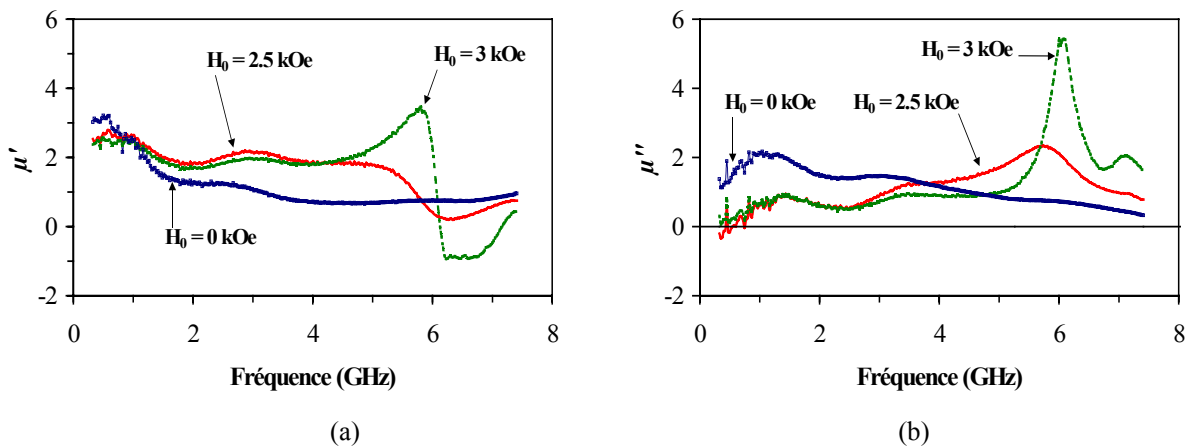 6
4
2
0
-2
0
2
4
6
8
μ'
Fréquence (GHz)
H₀ = 2.5 kOe
H₀ = 3 kOe
H₀ = 0 kOe
(a)
6
4
2
0
-2
0
2
4
6
8
μ''
Fréquence (GHz)
H₀ = 3 kOe
H₀ = 0 kOe
H₀ = 2.5 kOe
(b)